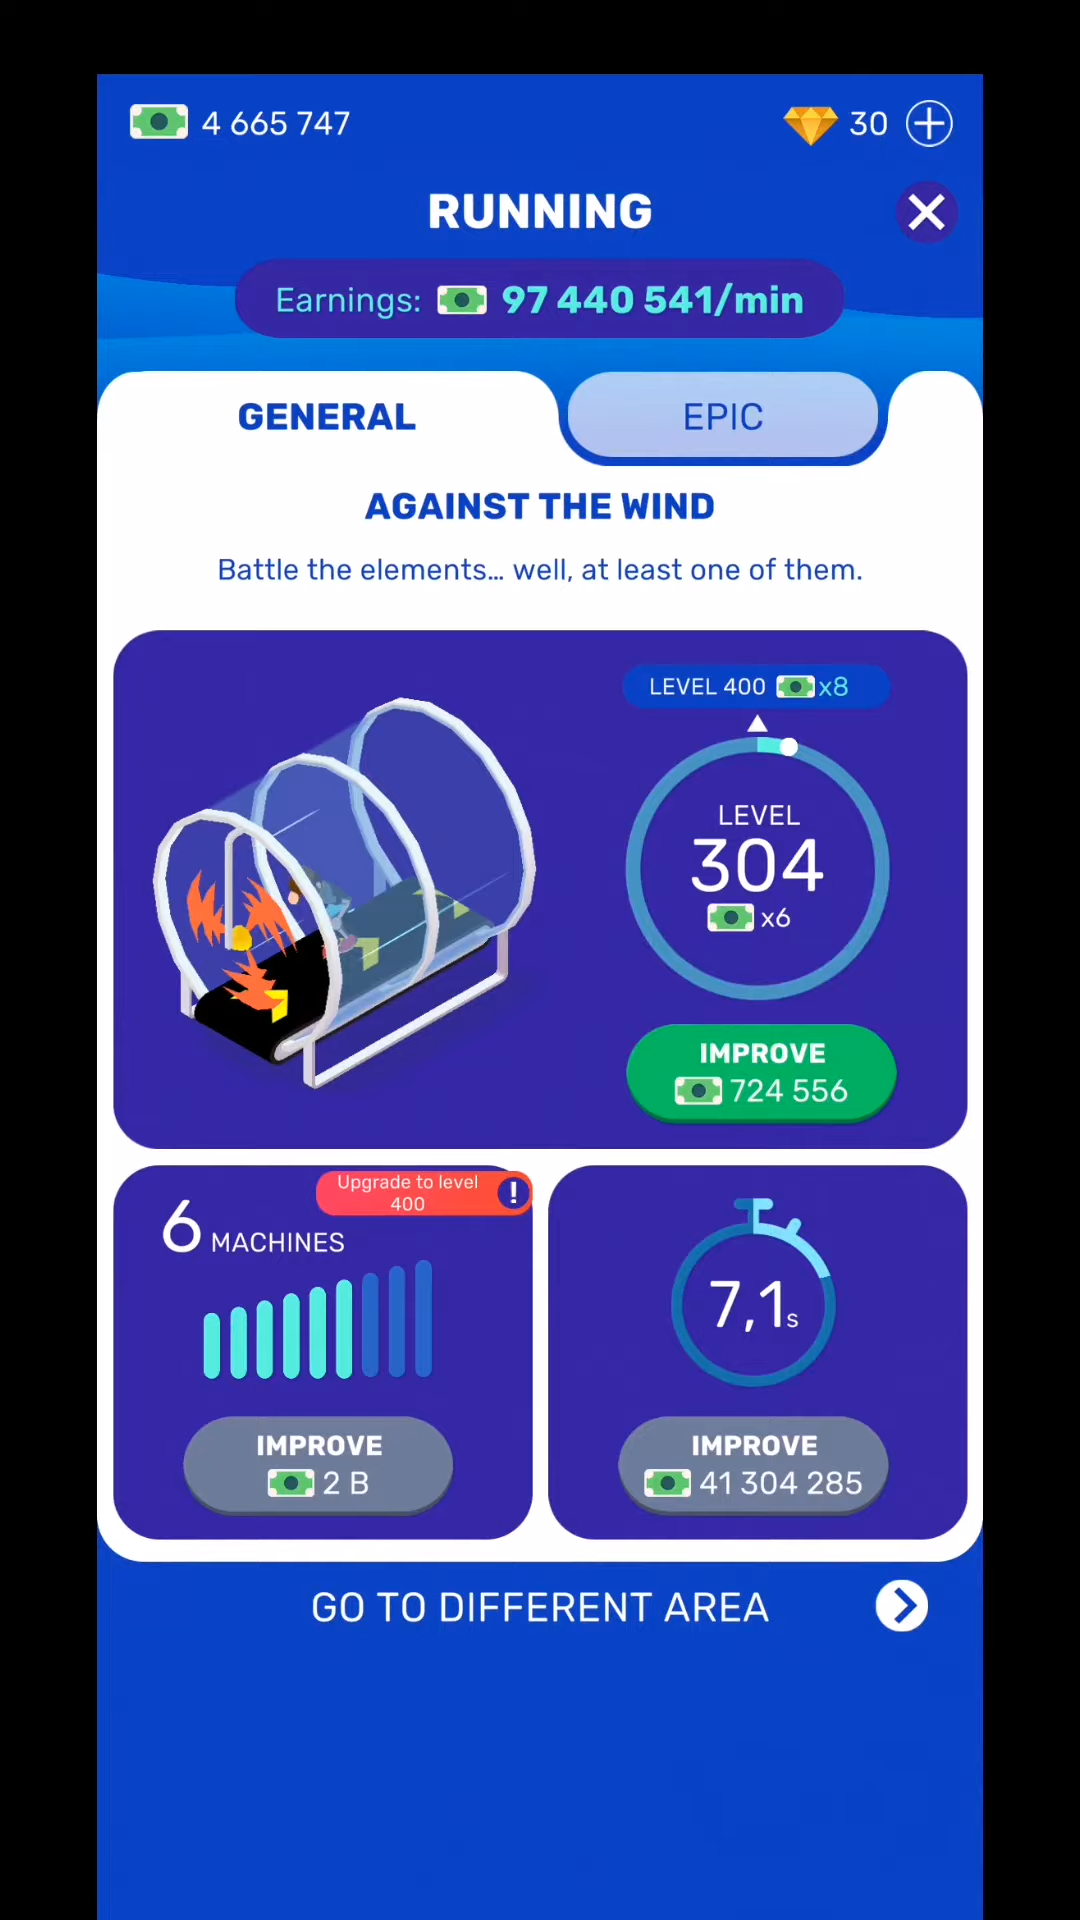 4 665 747
30
RUNNING
Earnings: 97 440 541/min
GENERAL
EPIC
AGAINST THE WIND
Battle the elements... well, at least one of them.
LEVEL 400 x8
LEVEL
304
x6
IMPROVE
724 556
Upgrade to level
400
!
6 MACHINES
IMPROVE
2 B
7,1s
IMPROVE
41 304 285
GO TO DIFFERENT AREA